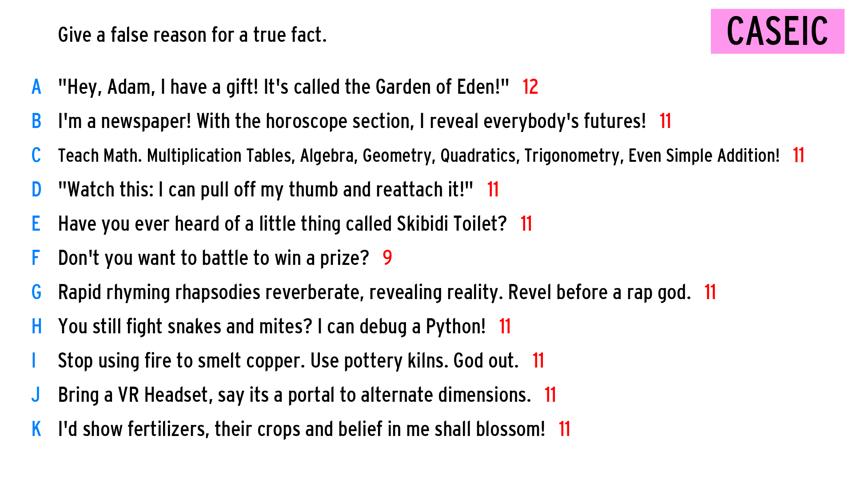 Give a false reason for a true fact.
CASEIC
A "Hey, Adam, I have a gift! It's called the Garden of Eden!" 12
B I'm a newspaper! With the horoscope section, I reveal everybody's futures! 11
C Teach Math. Multiplication Tables, Algebra, Geometry, Quadratics, Trigonometry, Even Simple Addition! 11
D "Watch this: I can pull off my thumb and reattach it!" 11
E Have you ever heard of a little thing called Skibidi Toilet? 11
F Don't you want to battle to win a prize? 9
G Rapid rhyming rhapsodies reverberate, revealing reality. Revel before a rap god. 11
H You still fight snakes and mites? I can debug a Python! 11
I Stop using fire to smelt copper. Use pottery kilns. God out. 11
J Bring a VR Headset, say its a portal to alternate dimensions. 11
K I'd show fertilizers, their crops and belief in me shall blossom! 11